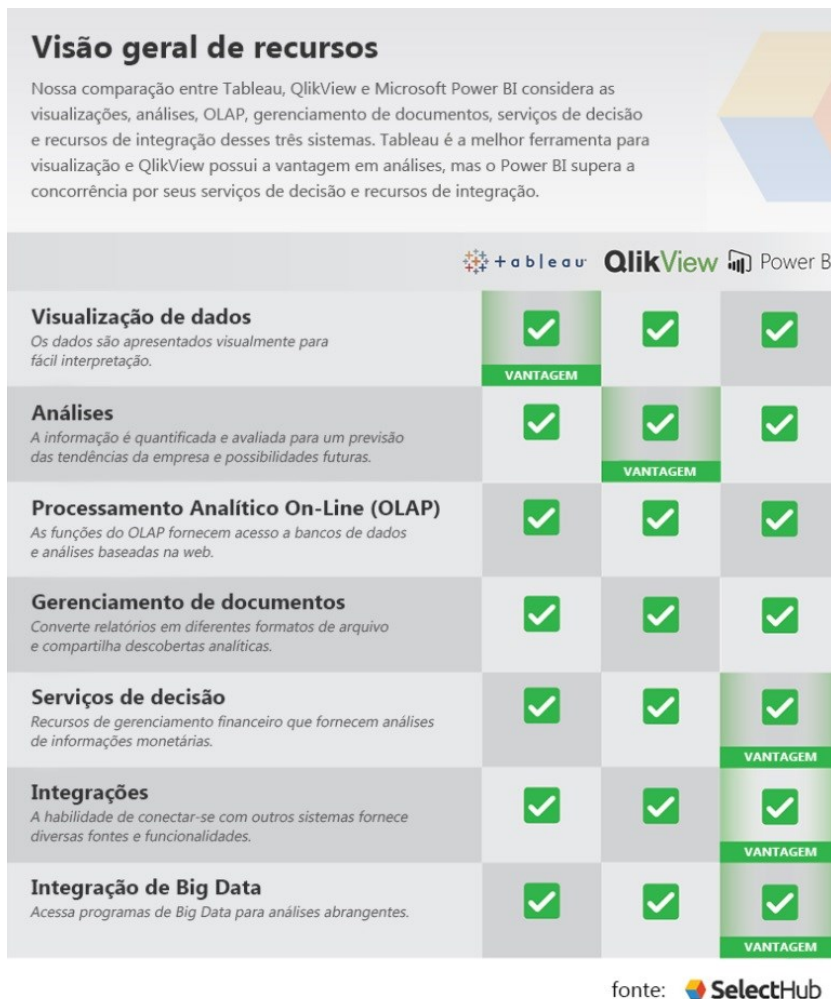 Visão geral de recursos
Nossa comparação entre Tableau, QlikView e Microsoft Power BI considera as
visualizações, análises, OLAP, gerenciamento de documentos, serviços de decisão
e recursos de integração desses três sistemas. Tableau é a melhor ferramenta para
visualização e QlikView possui a vantagem em análises, mas o Power BI supera a
concorrência por seus serviços de decisão e recursos de integração.
+ a b l e a u QlikView Power B
Visualização de dados
Os dados são apresentados visualmente para
fácil interpretação.
VANTAGEM
Análises
A informação é quantificada e avaliada para um previsão
das tendências da empresa e possibilidades futuras.
VANTAGEM
Processamento Analítico On-Line (OLAP)
As funções do OLAP fornecem acesso a bancos de dados
e análises baseadas na web.
Gerenciamento de documentos
Converte relatórios em diferentes formatos de arquivo
e compartilha descobertas analíticas.
Serviços de decisão
Recursos de gerenciamento financeiro que fornecem análises
de informações monetárias.
VANTAGEM
Integrações
A habilidade de conectar-se com outros sistemas fornece
diversas fontes e funcionalidades.
VANTAGEM
Integração de Big Data
Acessa programas de Big Data para análises abrangentes.
VANTAGEM
fonte: SelectHub